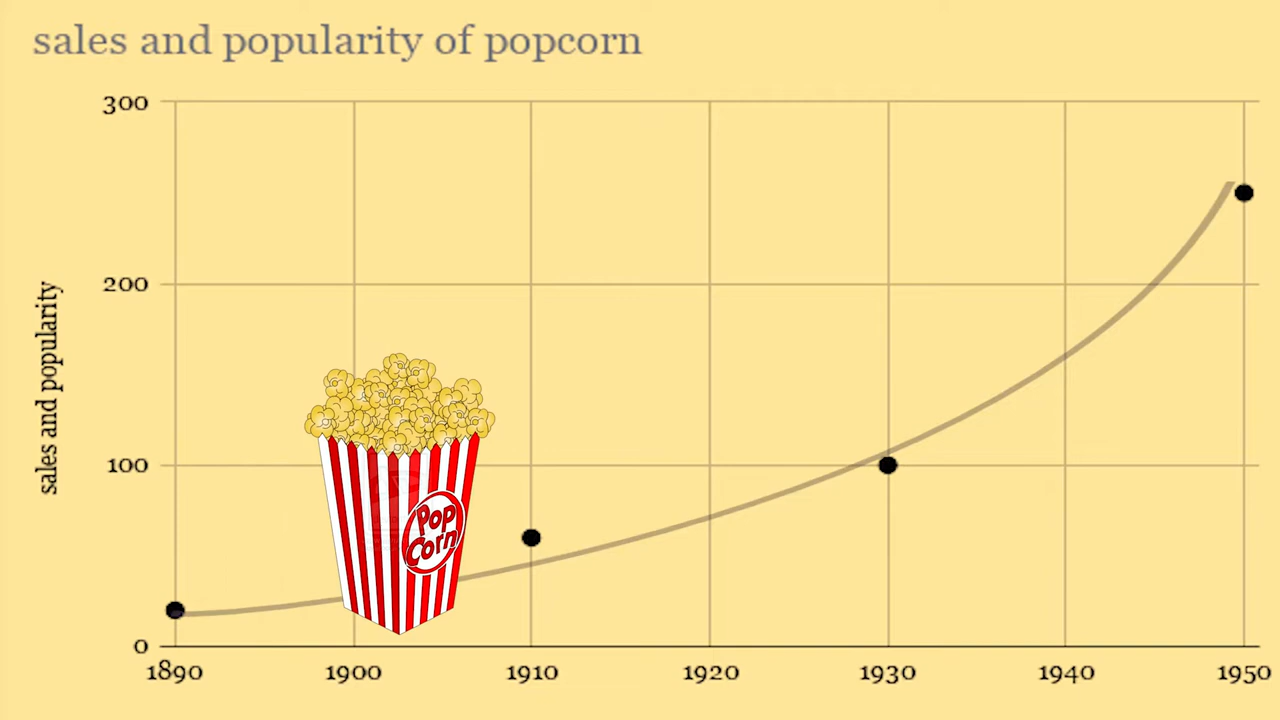 sales and popularity of popcorn
300
200
100
0
sales and popularity
Pop
Corn
1890 1900 1910 1920 1930 1940 1950